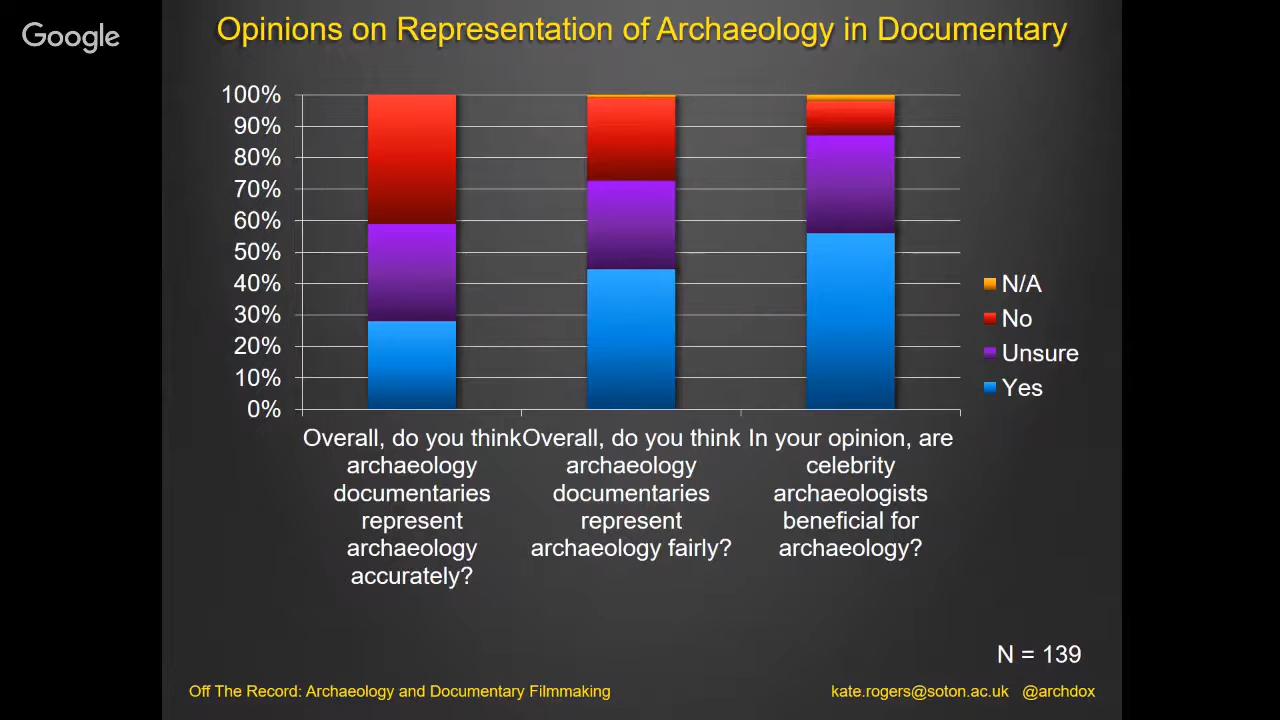 Google
Opinions on Representation of Archaeology in Documentary
100%
90%
80%
70%
60%
50%
40%
30%
20%
10%
0%
N/A
No
Unsure
Yes
Overall, do you think
archaeology
documentaries
represent
archaeology
accurately?
Overall, do you think
archaeology
documentaries
represent
archaeology fairly?
In your opinion, are
celebrity
archaeologists
beneficial for
archaeology?
N = 139
Off The Record: Archaeology and Documentary Filmmaking
kate.rogers@soton.ac.uk @archdox